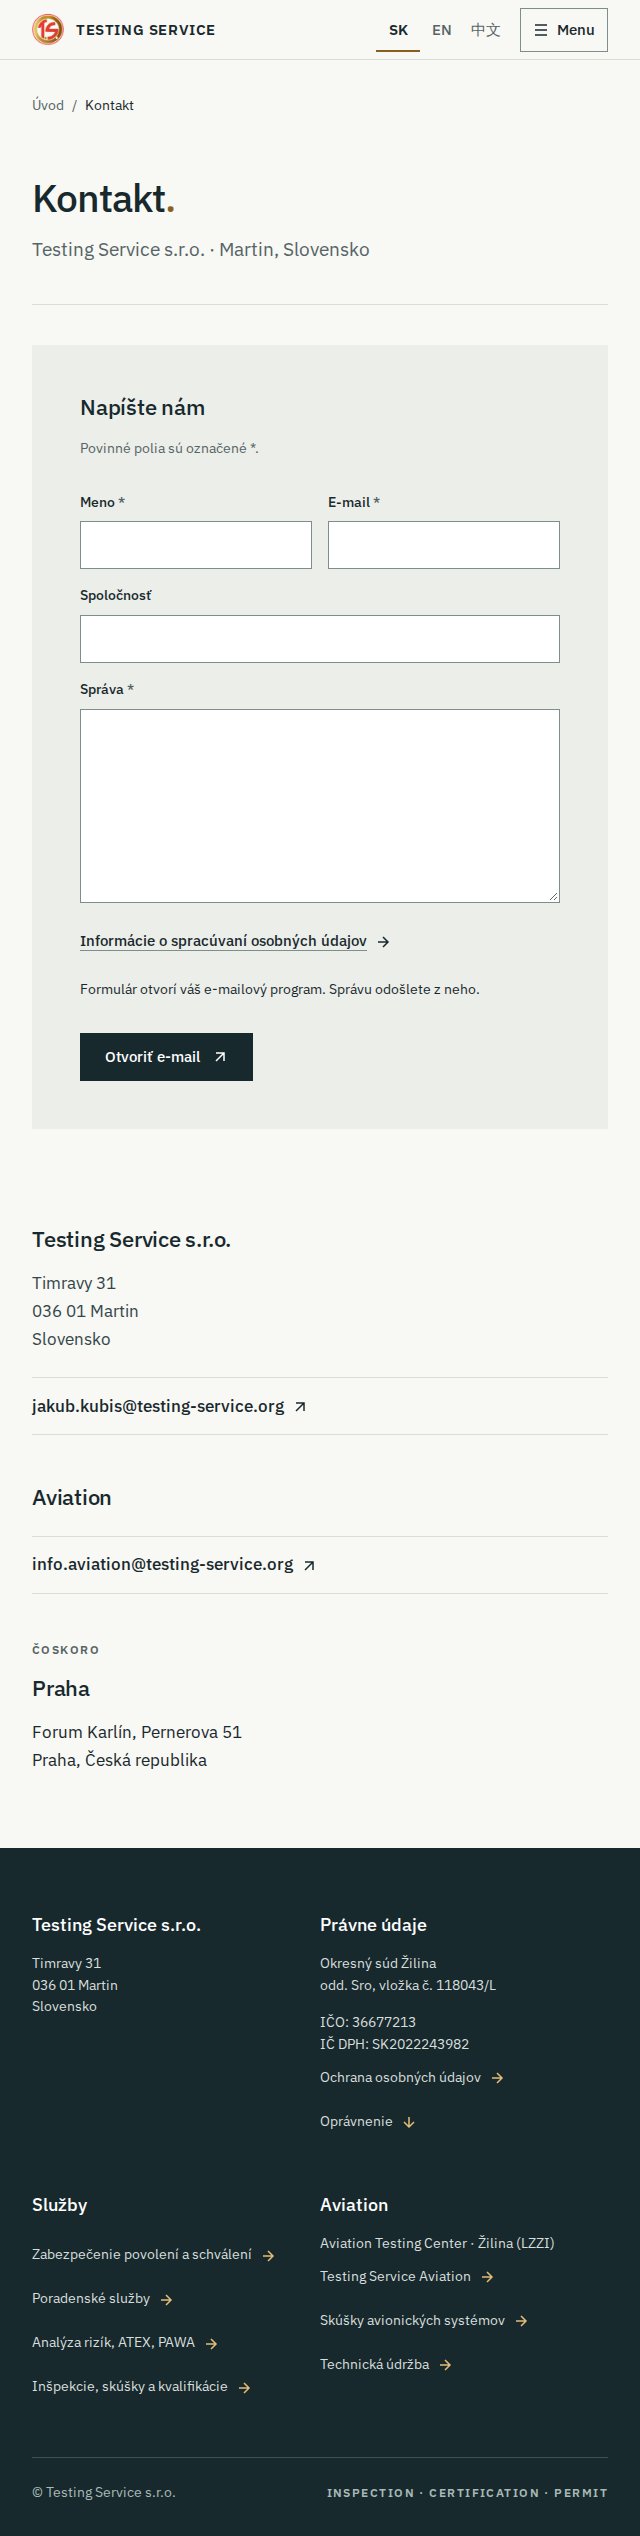 TESTING SERVICE
SK EN 中文 Menu
Úvod / Kontakt
Kontakt.
Testing Service s.r.o. · Martin, Slovensko
Napíšte nám
Povinné polia sú označené *.
Meno * E-mail *
Spoločnosť
Správa *
Informácie o spracúvaní osobných údajov
Formulár otvorí váš e-mailový program. Správu odošlete z neho.
Otvoriť e-mail
Testing Service s.r.o.
Timravy 31
036 01 Martin
Slovensko
jakub.kubis@testing-service.org
Aviation
info.aviation@testing-service.org
ČOSKORO
Praha
Forum Karlín, Pernerova 51
Praha, Česká republika
Testing Service s.r.o.
Timravy 31
036 01 Martin
Slovensko
Právne údaje
Okresný súd Žilina
odd. Sro, vložka č. 118043/L
IČO: 36677213
IČ DPH: SK2022243982
Ochrana osobných údajov
Oprávnenie
Služby
Zabezpečenie povolení a schválení
Poradenské služby
Analýza rizík, ATEX, PAWA
Inšpekcie, skúšky a kvalifikácie
Aviation
Aviation Testing Center · Žilina (LZZI)
Testing Service Aviation
Skúšky avionických systémov
Technická údržba
© Testing Service s.r.o.
INSPECTION · CERTIFICATION · PERMIT